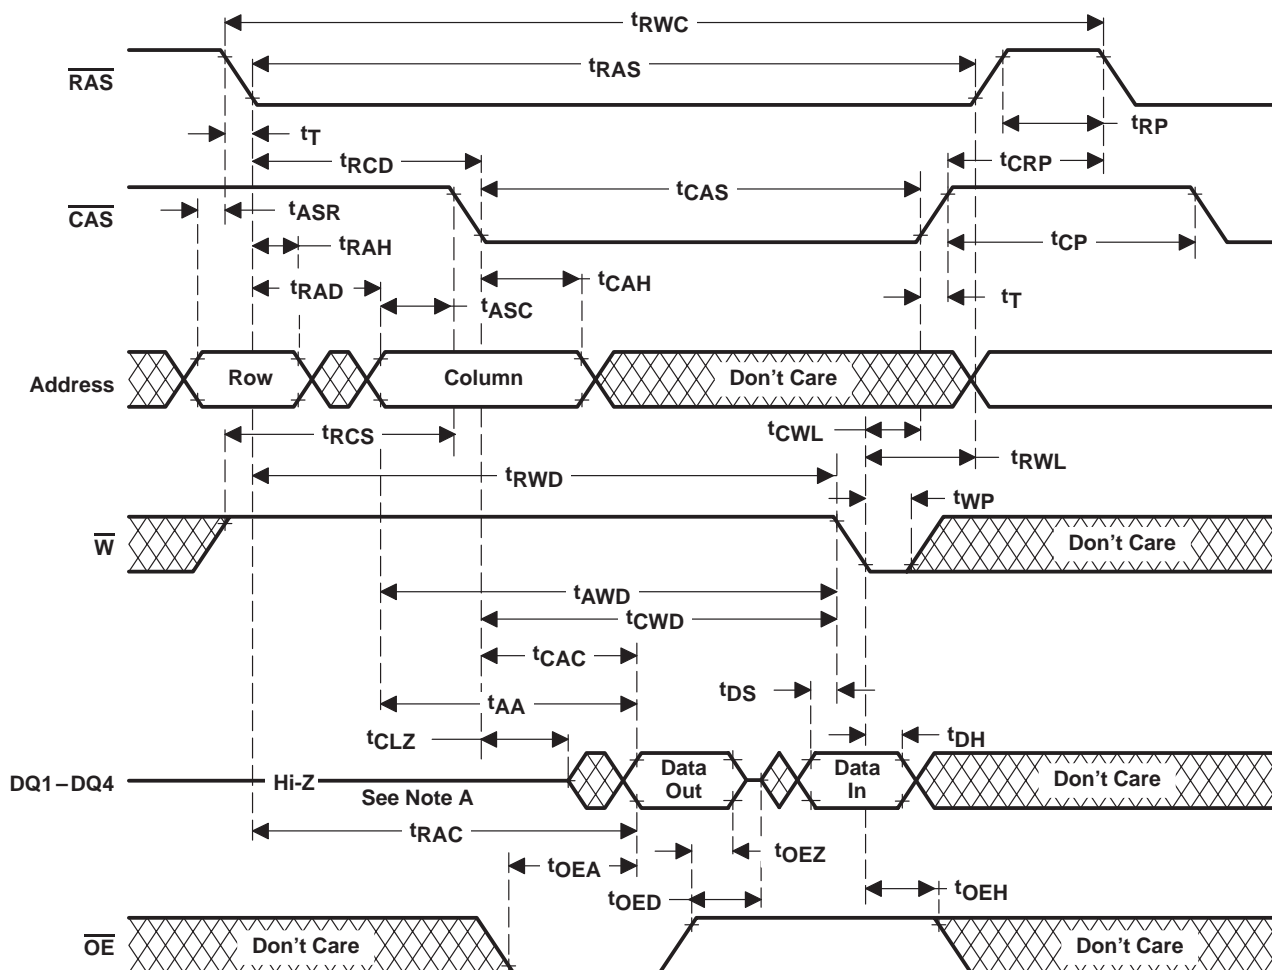 tRWC
RAS
tRAS
tT
tRP
tRCD
tCRP
CAS
tCAS
tASR
tRAH
tCP
tRAD
tCAH
tASC
tT
Address
Row
Column
Don't Care
tRCS
tCWL
tRWL
tRWD
tWP
W
Don't Care
tAWD
tCWD
tCAC
tDS
tAA
tCLZ
tDH
DQ1–DQ4
Hi-Z
See Note A
Data Out
Data In
Don't Care
tRAC
tOEZ
tOEA
tOED
tOEH
OE
Don't Care
Don't Care